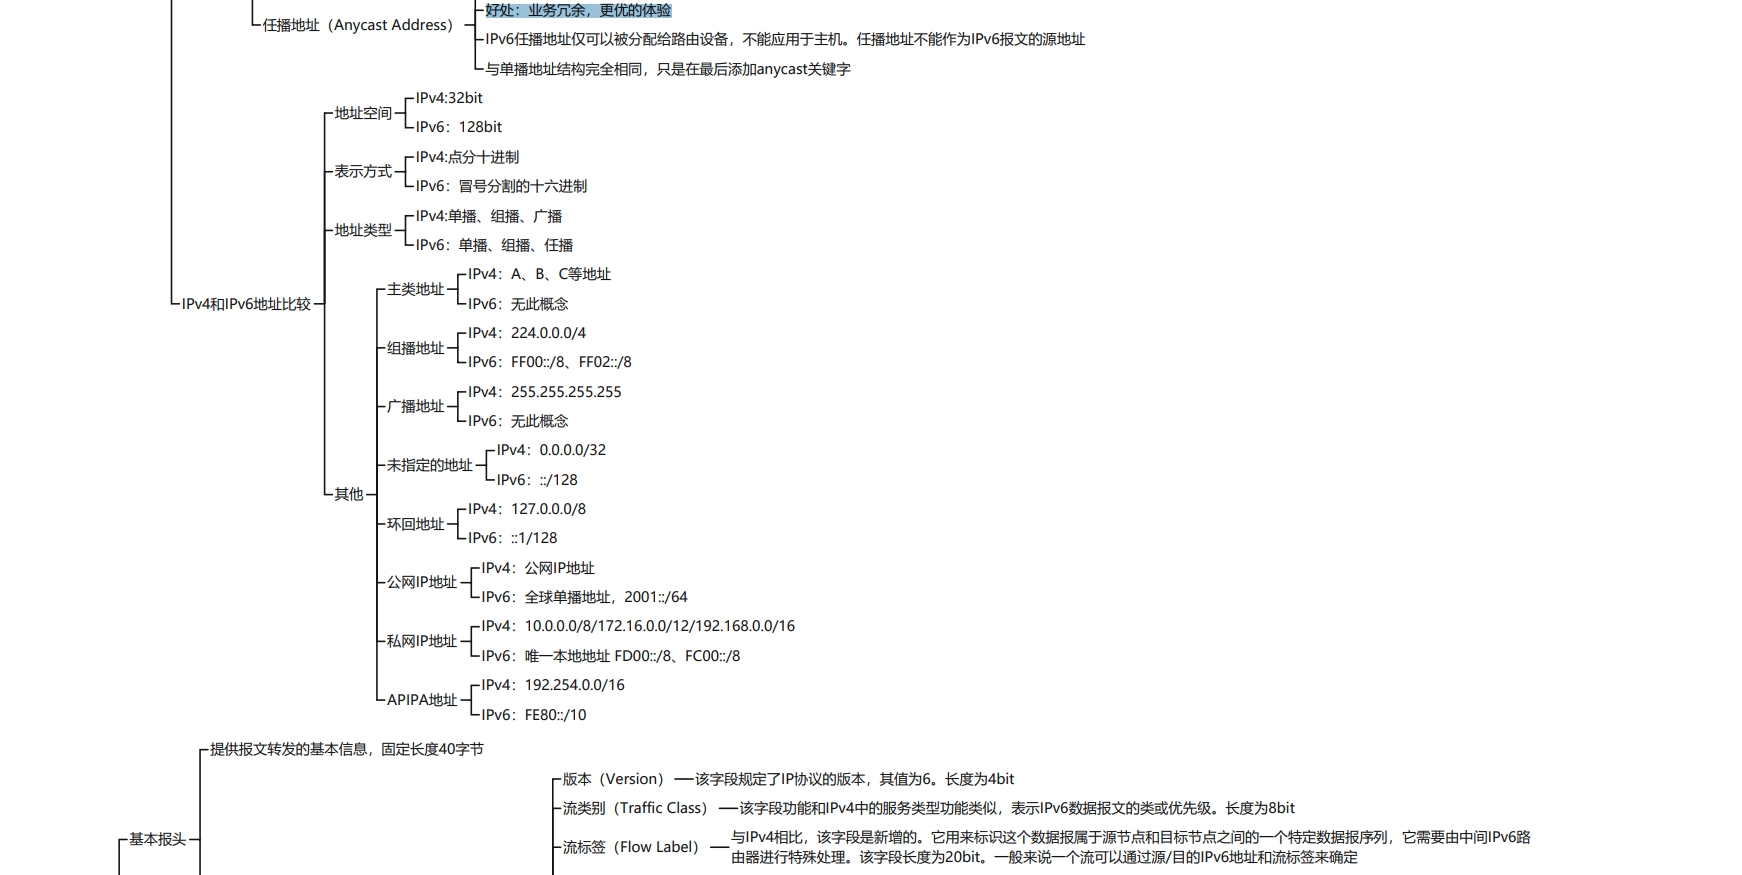 好处：业务冗余，更优的体验
任播地址（Anycast Address）
IPv6任播地址仅可以被分配给路由设备，不能应用于主机。任播地址不能作为IPv6报文的源地址
与单播地址结构完全相同，只是在最后添加anycast关键字
IPv4和IPv6地址比较
地址空间
IPv4:32bit
IPv6：128bit
表示方式
IPv4:点分十进制
IPv6：冒号分割的十六进制
地址类型
IPv4:单播、组播、广播
IPv6：单播、组播、任播
其他
主类地址
IPv4：A、B、C等地址
IPv6：无此概念
组播地址
IPv4：224.0.0.0/4
IPv6：FF00::/8、FF02::/8
广播地址
IPv4：255.255.255.255
IPv6：无此概念
未指定的地址
IPv4：0.0.0.0/32
IPv6：::/128
环回地址
IPv4：127.0.0.0/8
IPv6：::1/128
公网IP地址
IPv4：公网IP地址
IPv6：全球单播地址，2001::/64
私网IP地址
IPv4：10.0.0.0/8/172.16.0.0/12/192.168.0.0/16
IPv6：唯一本地地址 FD00::/8、FC00::/8
APIPA地址
IPv4：192.254.0.0/16
IPv6：FE80::/10
基本报头
提供报文转发的基本信息，固定长度40字节
版本（Version）
该字段规定了IP协议的版本，其值为6。长度为4bit
流类别（Traffic Class）
该字段功能和IPv4中的服务类型功能类似，表示IPv6数据报文的类或优先级。长度为8bit
流标签（Flow Label）
与IPv4相比，该字段是新增的。它用来标识这个数据报属于源节点和目标节点之间的一个特定数据报序列，它需要由中间IPv6路
由器进行特殊处理。该字段长度为20bit。一般来说一个流可以通过源/目的IPv6地址和流标签来确定